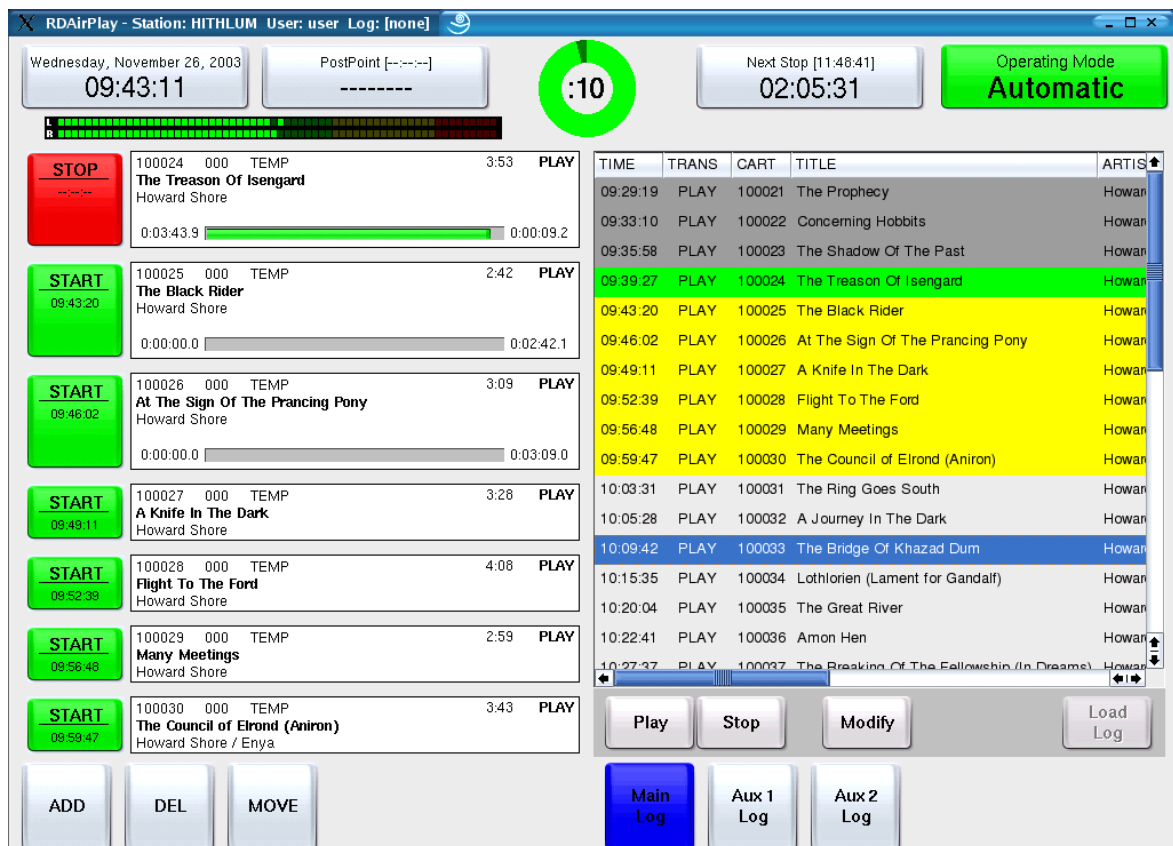 RDAirPlay - Station: HITHLUM User: user Log: [none]
Wednesday, November 26, 2003
09:43:11
PostPoint [--:--:--]
--------
:10
Next Stop [11:48:41]
02:05:31
Operating Mode
Automatic
L
R
STOP
--:--:--
100024 000 TEMP 3:53 PLAY
The Treason Of Isengard
Howard Shore
0:03:43.9 0:00:09.2
START
09:43:20
100025 000 TEMP 2:42 PLAY
The Black Rider
Howard Shore
0:00:00.0 0:02:42.1
START
09:46:02
100026 000 TEMP 3:09 PLAY
At The Sign Of The Prancing Pony
Howard Shore
0:00:00.0 0:03:09.0
START
09:49:11
100027 000 TEMP 3:28 PLAY
A Knife In The Dark
Howard Shore
START
09:52:39
100028 000 TEMP 4:08 PLAY
Flight To The Ford
Howard Shore
START
09:56:48
100029 000 TEMP 2:59 PLAY
Many Meetings
Howard Shore
START
09:59:47
100030 000 TEMP 3:43 PLAY
The Council of Elrond (Aniron)
Howard Shore / Enya
TIME TRANS CART TITLE ARTIS
09:29:19 PLAY 100021 The Prophecy Howar
09:33:10 PLAY 100022 Concerning Hobbits Howar
09:35:58 PLAY 100023 The Shadow Of The Past Howar
09:39:27 PLAY 100024 The Treason Of Isengard Howar
09:43:20 PLAY 100025 The Black Rider Howar
09:46:02 PLAY 100026 At The Sign Of The Prancing Pony Howar
09:49:11 PLAY 100027 A Knife In The Dark Howar
09:52:39 PLAY 100028 Flight To The Ford Howar
09:56:48 PLAY 100029 Many Meetings Howar
09:59:47 PLAY 100030 The Council of Elrond (Aniron) Howar
10:03:31 PLAY 100031 The Ring Goes South Howar
10:05:28 PLAY 100032 A Journey In The Dark Howar
10:09:42 PLAY 100033 The Bridge Of Khazad Dum Howar
10:15:35 PLAY 100034 Lothlorien (Lament for Gandalf) Howar
10:20:04 PLAY 100035 The Great River Howar
10:22:41 PLAY 100036 Amon Hen Howar
10:27:37 PLAY 100037 The Breaking Of The Fellowship (In Dreams) Howar
Play Stop Modify Load Log
ADD DEL MOVE
Main Log Aux 1 Log Aux 2 Log